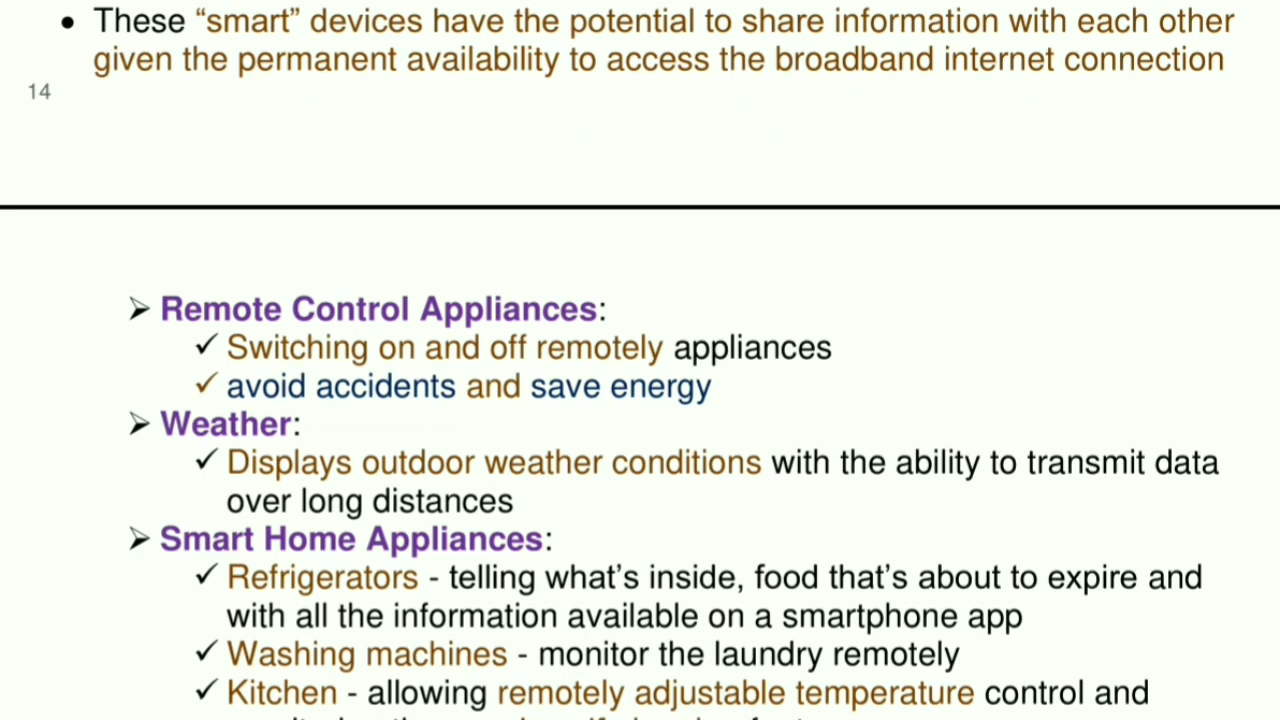 • These “smart” devices have the potential to share information with each other
given the permanent availability to access the broadband internet connection
14
➢ Remote Control Appliances:
✓ Switching on and off remotely appliances
✓ avoid accidents and save energy
➢ Weather:
✓ Displays outdoor weather conditions with the ability to transmit data
over long distances
➢ Smart Home Appliances:
✓ Refrigerators - telling what’s inside, food that’s about to expire and
with all the information available on a smartphone app
✓ Washing machines - monitor the laundry remotely
✓ Kitchen - allowing remotely adjustable temperature control and